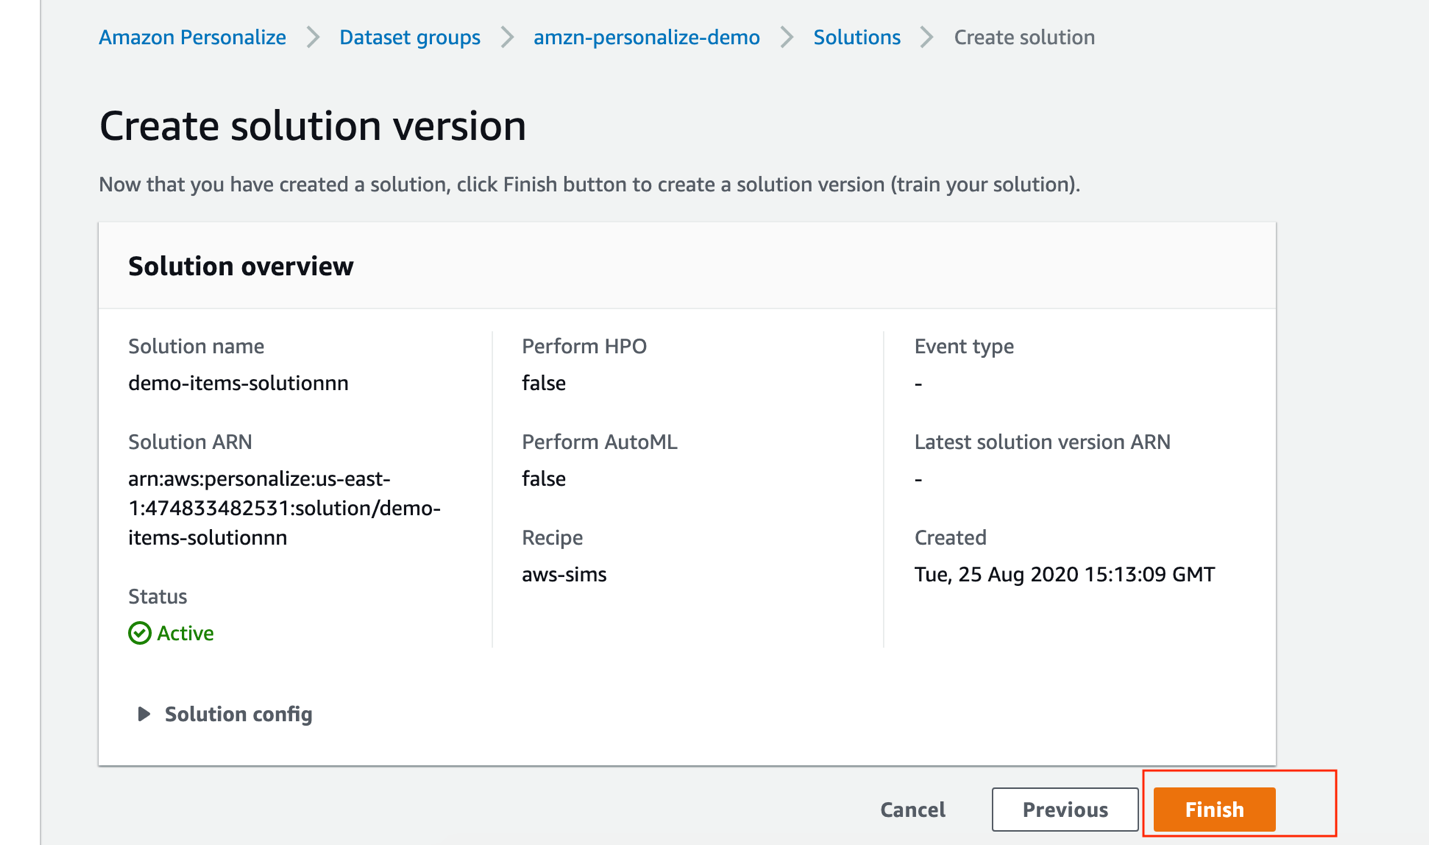 Amazon Personalize > Dataset groups > amzn-personalize-demo > Solutions > Create solution
Create solution version
Now that you have created a solution, click Finish button to create a solution version (train your solution).
Solution overview
Solution name
demo-items-solutionnn
Solution ARN
arn:aws:personalize:us-east-
1:474833482531:solution/demo-
items-solutionnn
Status
Active
Perform HPO
false
Perform AutoML
false
Recipe
aws-sims
Event type
-
Latest solution version ARN
-
Created
Tue, 25 Aug 2020 15:13:09 GMT
Solution config
Cancel
Previous
Finish